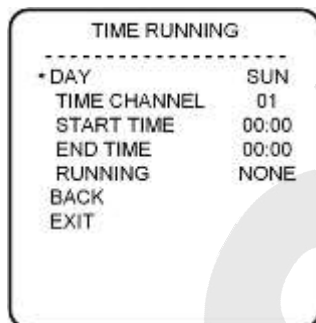 TIME RUNNING
- - - - - - - - - - - - - - - - - - - - -
•DAY SUN
TIME CHANNEL 01
START TIME 00:00
END TIME 00:00
RUNNING NONE
BACK
EXIT